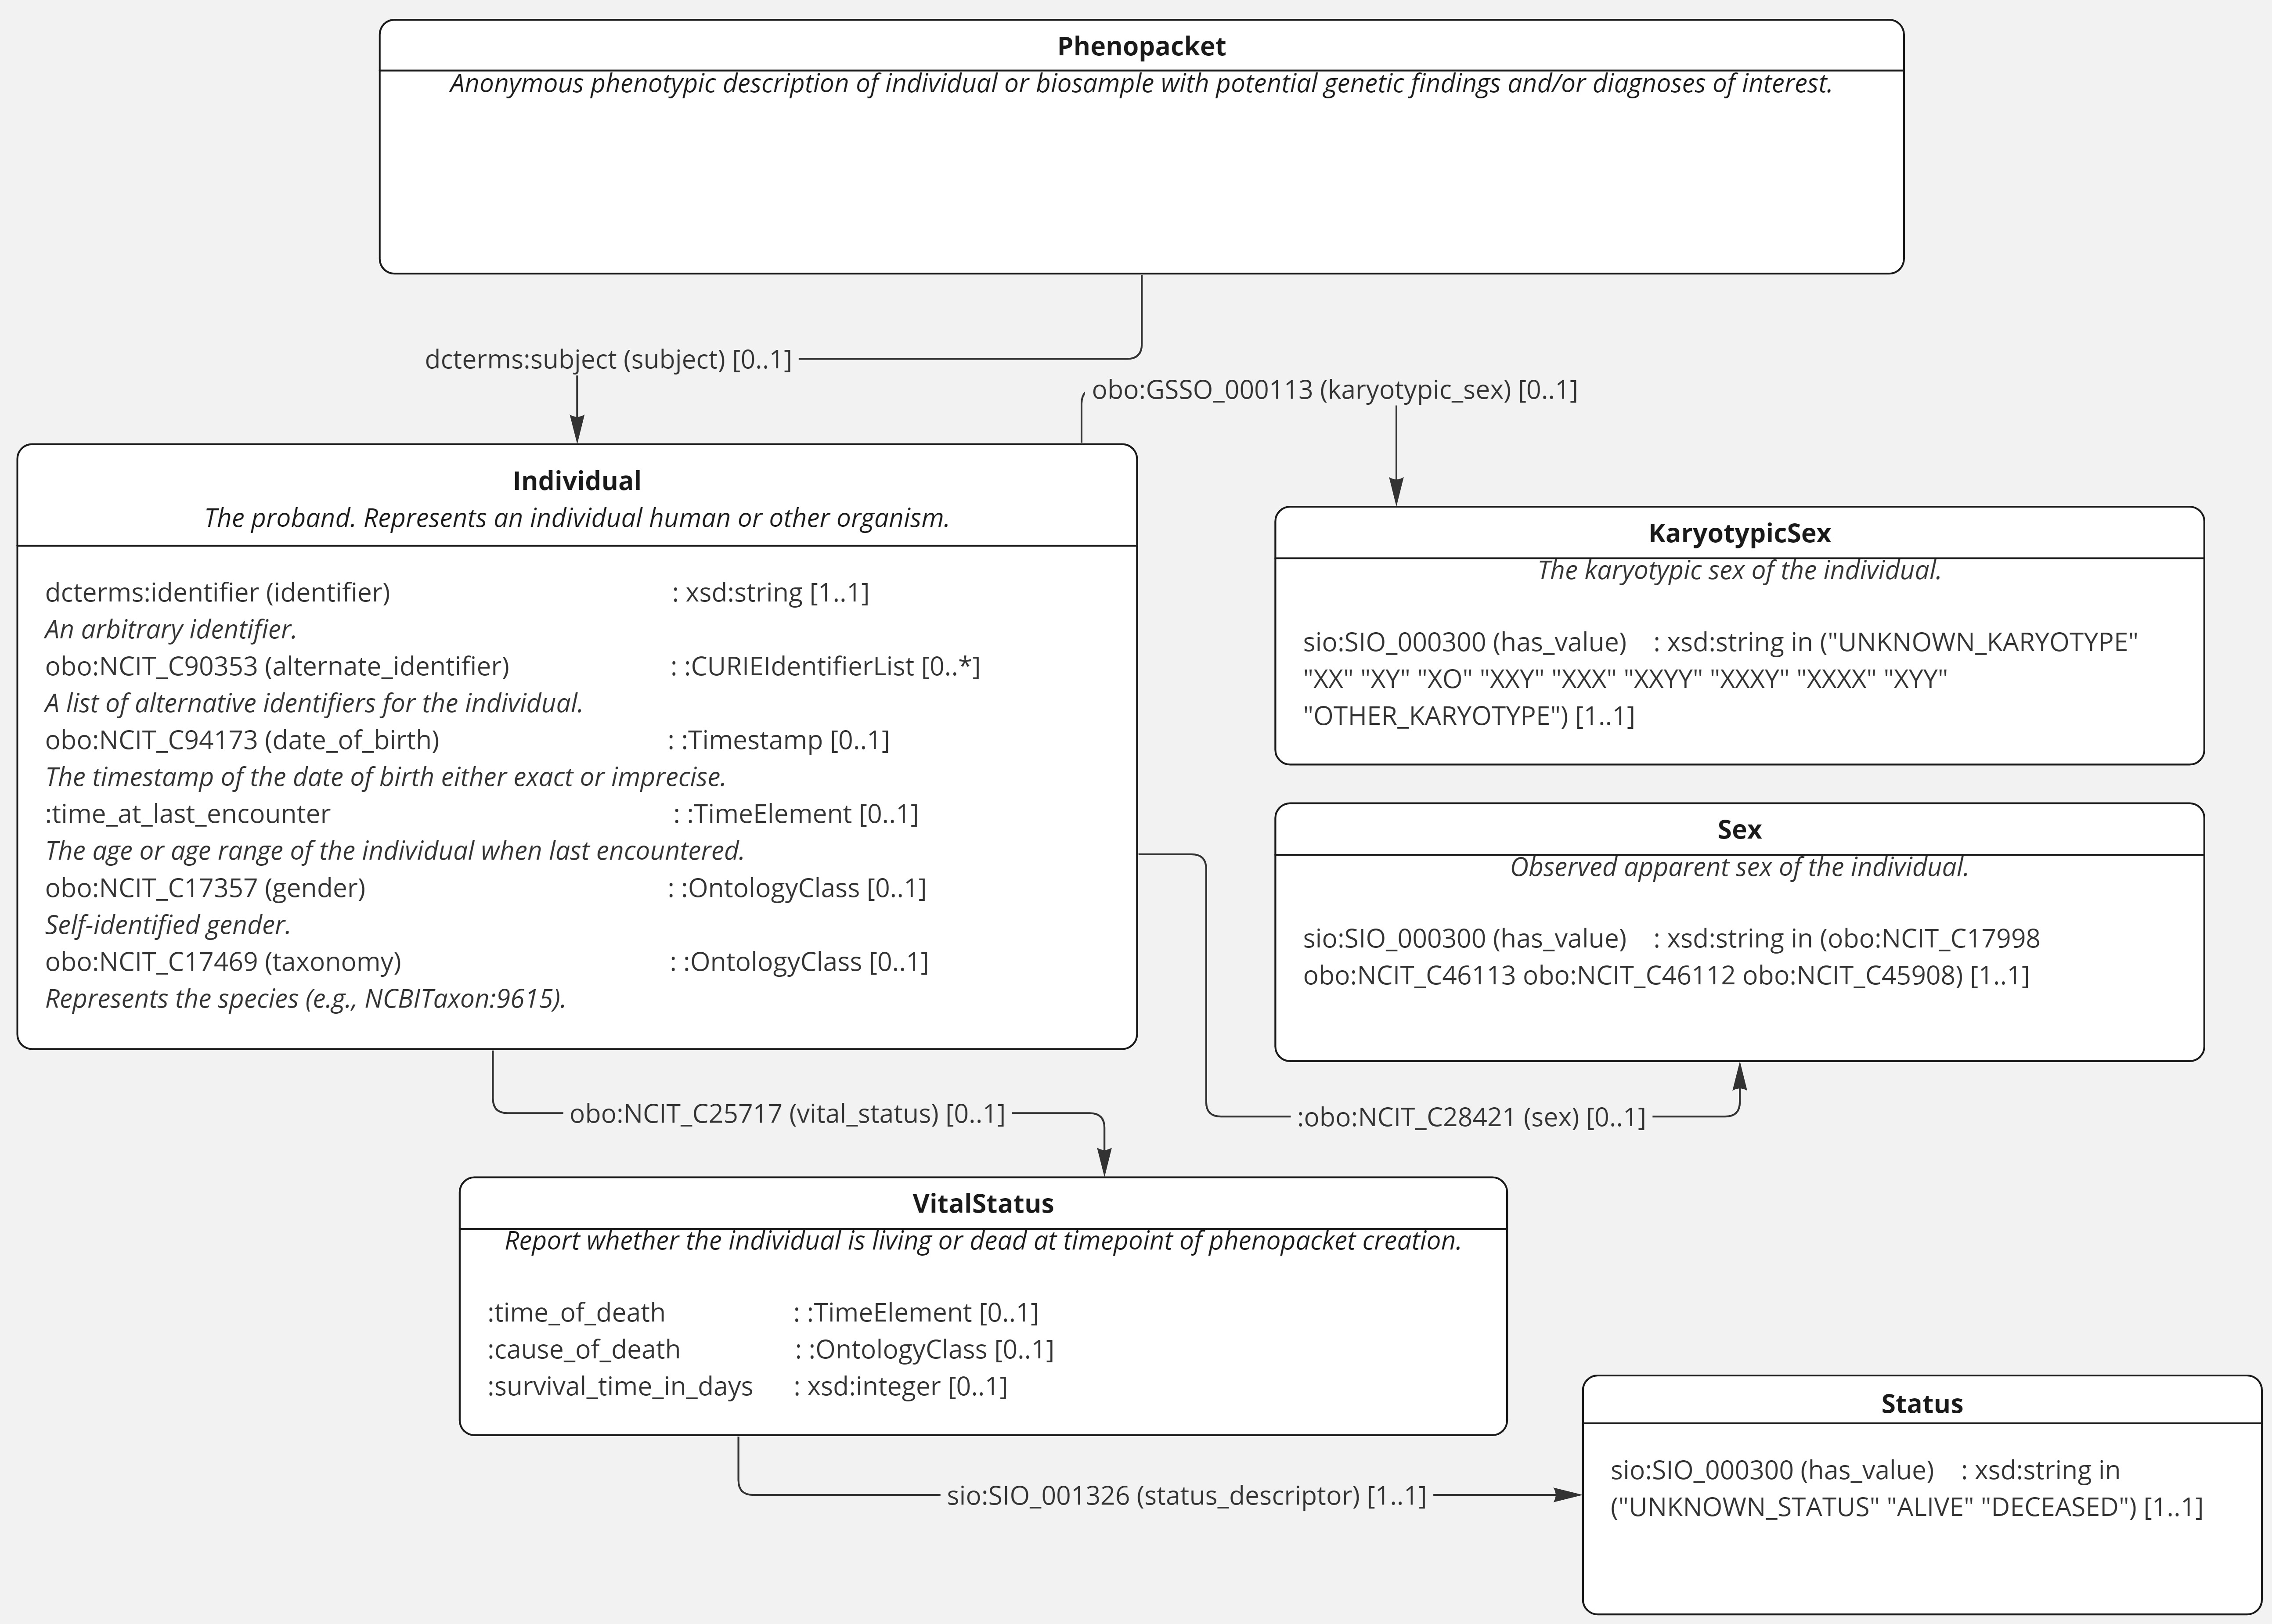 Phenopacket
Anonymous phenotypic description of individual or biosample with potential genetic findings and/or diagnoses of interest.
dcterms:subject (subject) [0..1]
obo:GSSO_000113 (karyotypic_sex) [0..1]
Individual
The proband. Represents an individual human or other organism.
dcterms:identifier (identifier) : xsd:string [1..1]
An arbitrary identifier.
obo:NCIT_C90353 (alternate_identifier) : :CURIEIdentifierList [0..*]
A list of alternative identifiers for the individual.
obo:NCIT_C94173 (date_of_birth) : :Timestamp [0..1]
The timestamp of the date of birth either exact or imprecise.
:time_at_last_encounter : :TimeElement [0..1]
The age or age range of the individual when last encountered.
obo:NCIT_C17357 (gender) : :OntologyClass [0..1]
Self-identified gender.
obo:NCIT_C17469 (taxonomy) : :OntologyClass [0..1]
Represents the species (e.g., NCBITaxon:9615).
KaryotypicSex
The karyotypic sex of the individual.
sio:SIO_000300 (has_value) : xsd:string in ("UNKNOWN_KARYOTYPE"
"XX" "XY" "XO" "XXY" "XXX" "XXYY" "XXXY" "XXXX" "XYY"
"OTHER_KARYOTYPE") [1..1]
Sex
Observed apparent sex of the individual.
sio:SIO_000300 (has_value) : xsd:string in (obo:NCIT_C17998
obo:NCIT_C46113 obo:NCIT_C46112 obo:NCIT_C45908) [1..1]
obo:NCIT_C25717 (vital_status) [0..1]
:obo:NCIT_C28421 (sex) [0..1]
VitalStatus
Report whether the individual is living or dead at timepoint of phenopacket creation.
:time_of_death : :TimeElement [0..1]
:cause_of_death : :OntologyClass [0..1]
:survival_time_in_days : xsd:integer [0..1]
sio:SIO_001326 (status_descriptor) [1..1]
Status
sio:SIO_000300 (has_value) : xsd:string in
("UNKNOWN_STATUS" "ALIVE" "DECEASED") [1..1]